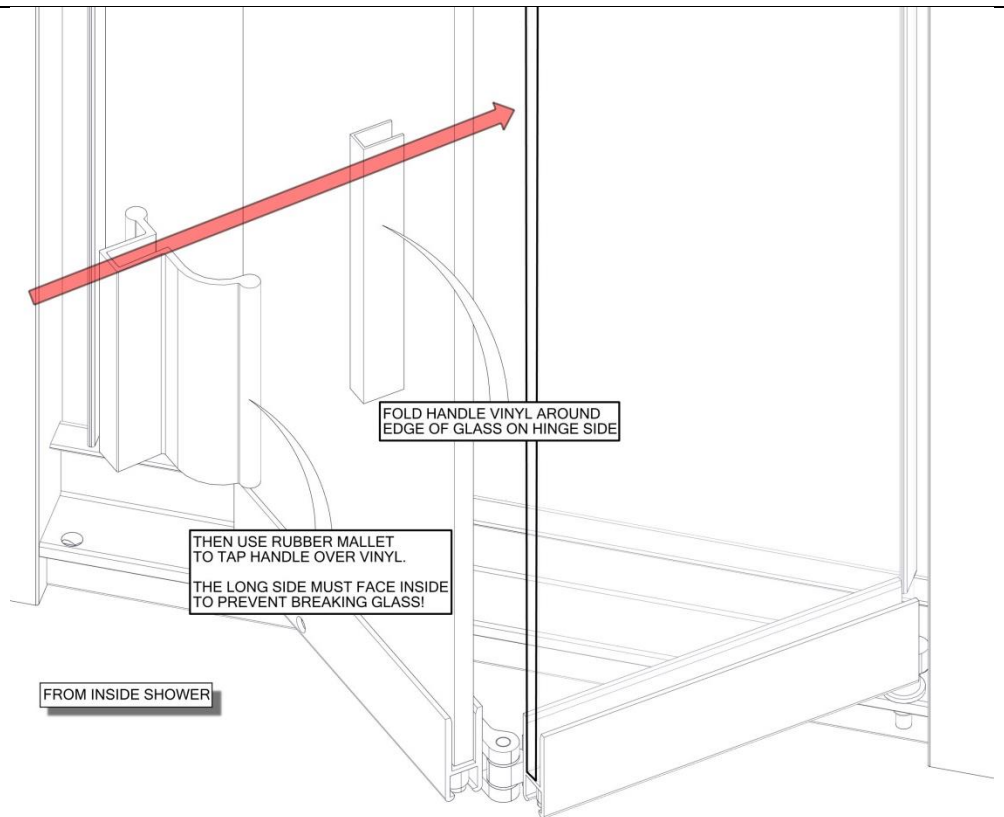 FOLD HANDLE VINYL AROUND
EDGE OF GLASS ON HINGE SIDE
THEN USE RUBBER MALLET
TO TAP HANDLE OVER VINYL.
THE LONG SIDE MUST FACE INSIDE
TO PREVENT BREAKING GLASS!
FROM INSIDE SHOWER